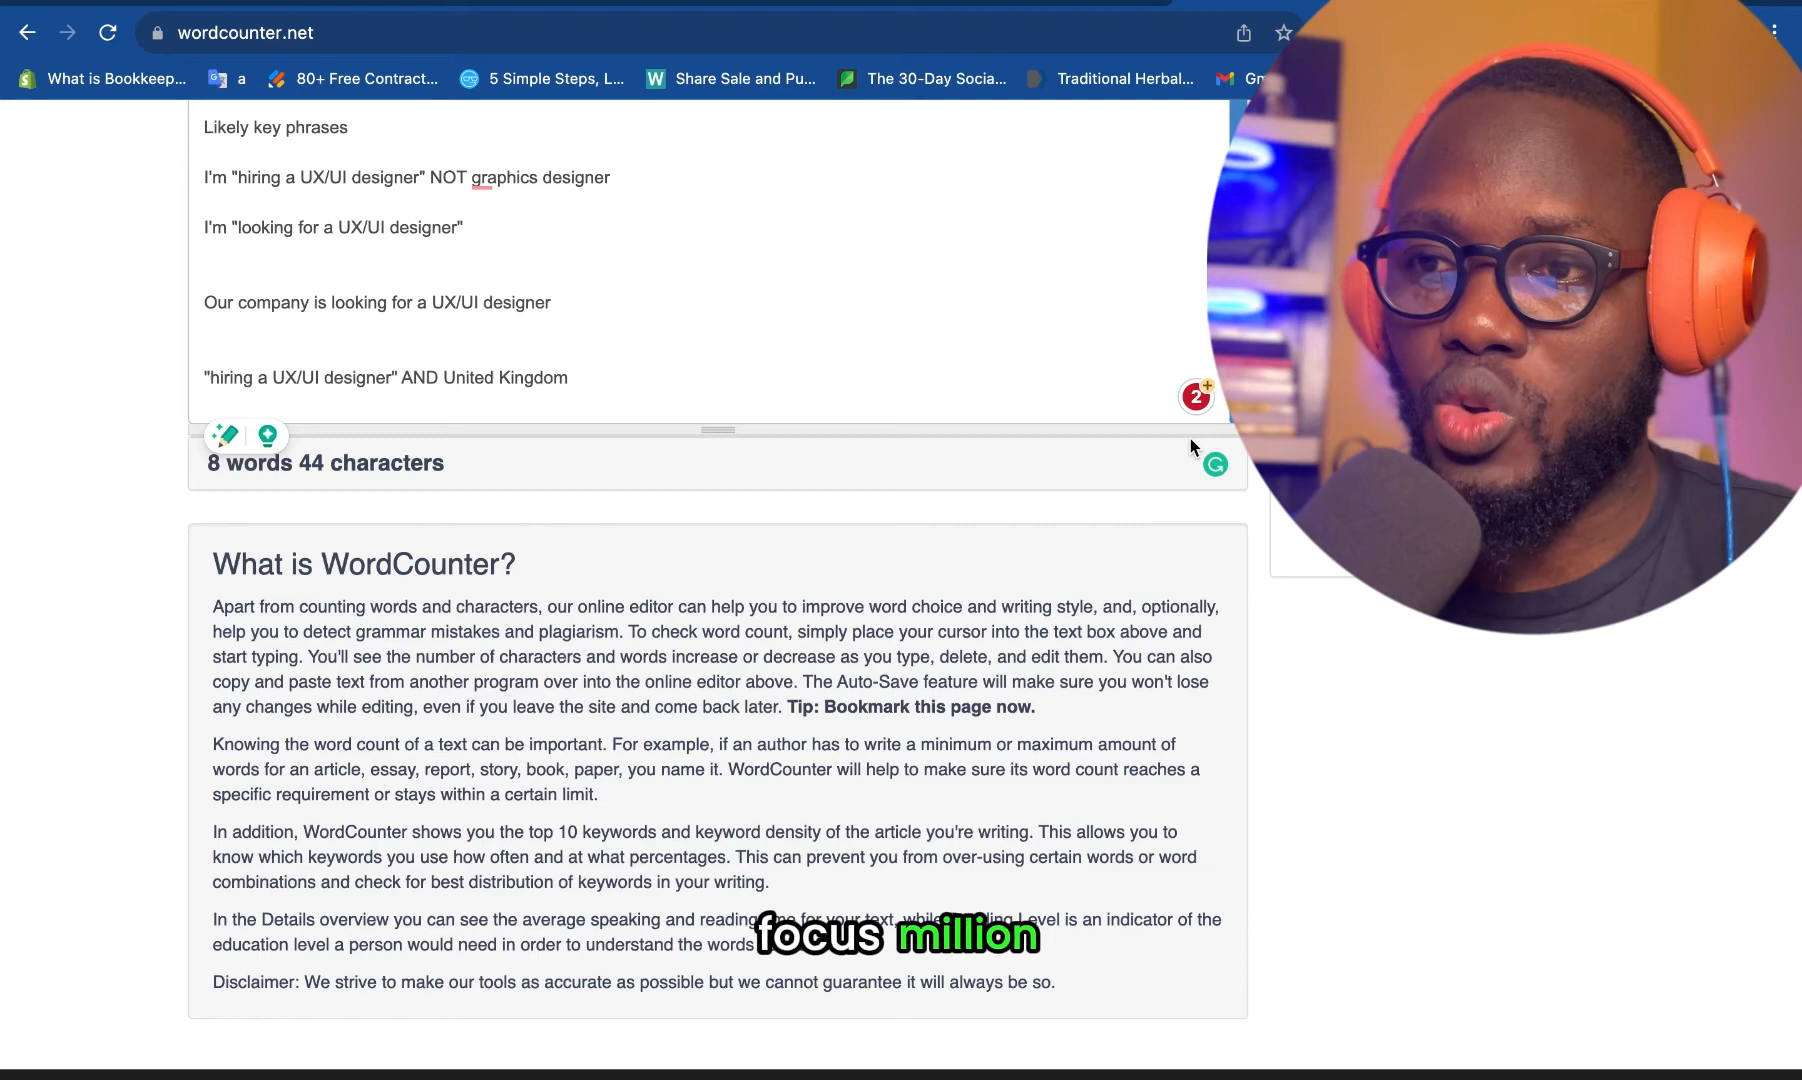 wordcounter.net
What is Bookkeep... a 80+ Free Contract... 5 Simple Steps, L... W Share Sale and Pu... The 30-Day Socia... Traditional Herbal... Gm
Likely key phrases
I'm "hiring a UX/UI designer" NOT graphics designer
I'm "looking for a UX/UI designer"
Our company is looking for a UX/UI designer
"hiring a UX/UI designer" AND United Kingdom
2
8 words 44 characters
What is WordCounter?
Apart from counting words and characters, our online editor can help you to improve word choice and writing style, and, optionally,
help you to detect grammar mistakes and plagiarism. To check word count, simply place your cursor into the text box above and
start typing. You'll see the number of characters and words increase or decrease as you type, delete, and edit them. You can also
copy and paste text from another program over into the online editor above. The Auto-Save feature will make sure you won't lose
any changes while editing, even if you leave the site and come back later. Tip: Bookmark this page now.
Knowing the word count of a text can be important. For example, if an author has to write a minimum or maximum amount of
words for an article, essay, report, story, book, paper, you name it. WordCounter will help to make sure its word count reaches a
specific requirement or stays within a certain limit.
In addition, WordCounter shows you the top 10 keywords and keyword density of the article you're writing. This allows you to
know which keywords you use how often and at what percentages. This can prevent you from over-using certain words or word
combinations and check for best distribution of keywords in your writing.
In the Details overview you can see the average speaking and reading for your text, while Level is an indicator of the
education level a person would need in order to understand the words
focus million
Disclaimer: We strive to make our tools as accurate as possible but we cannot guarantee it will always be so.